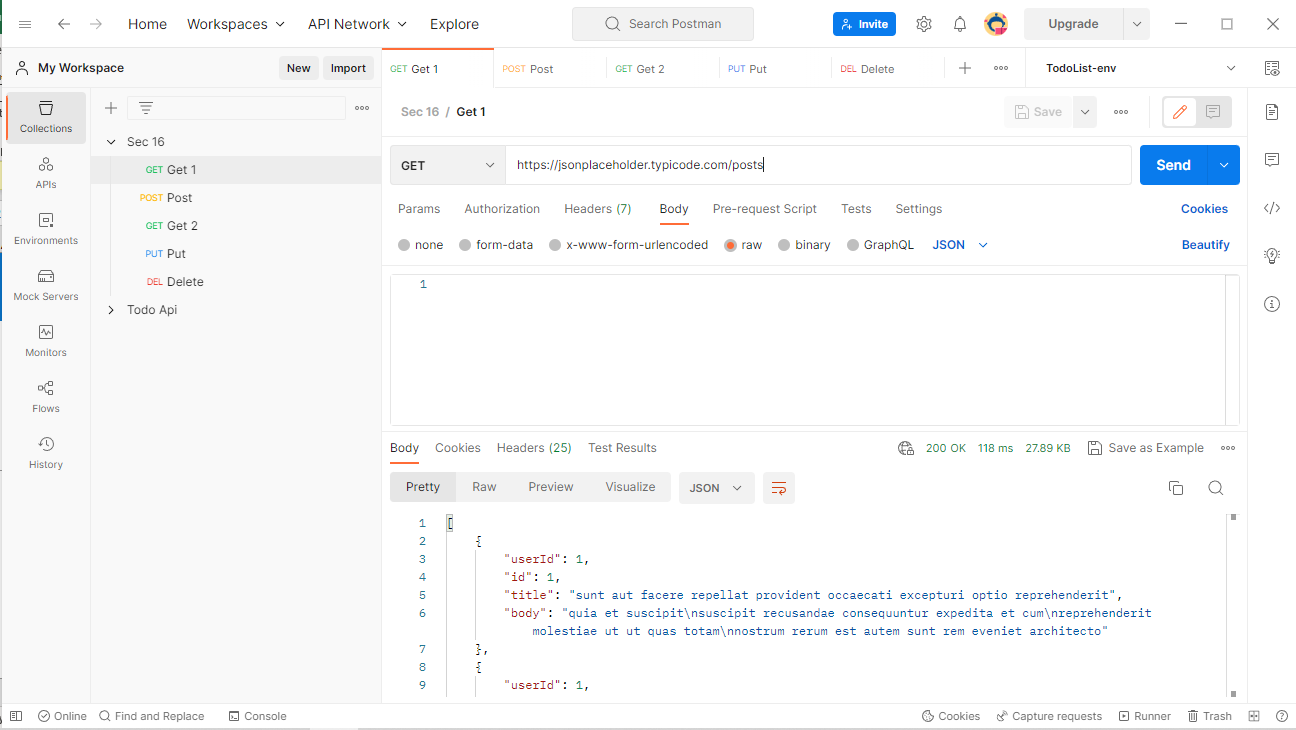 Home Workspaces API Network Explore Search Postman Invite Upgrade
My Workspace New Import GET Get 1 POST Post GET Get 2 PUT Put DEL Delete TodoList-env
Collections
APIs
Environments
Mock Servers
Monitors
Flows
History
Sec 16
GET Get 1
POST Post
GET Get 2
PUT Put
DEL Delete
Todo Api
Sec 16 / Get 1 Save
GET https://jsonplaceholder.typicode.com/posts Send
Params Authorization Headers (7) Body Pre-request Script Tests Settings Cookies
none form-data x-www-form-urlencoded raw binary GraphQL JSON Beautify
1
Body Cookies Headers (25) Test Results 200 OK 118 ms 27.89 KB Save as Example
Pretty Raw Preview Visualize JSON
1 [
2 {
3 "userId": 1,
4 "id": 1,
5 "title": "sunt aut facere repellat provident occaecati excepturi optio reprehenderit",
6 "body": "quia et suscipit\nsuscipit recusandae consequuntur expedita et cum\nreprehenderit
molestiae ut ut quas totam\nnostrum rerum est autem sunt rem eveniet architecto"
7 },
8 {
9 "userId": 1,
Online Find and Replace Console Cookies Capture requests Runner Trash